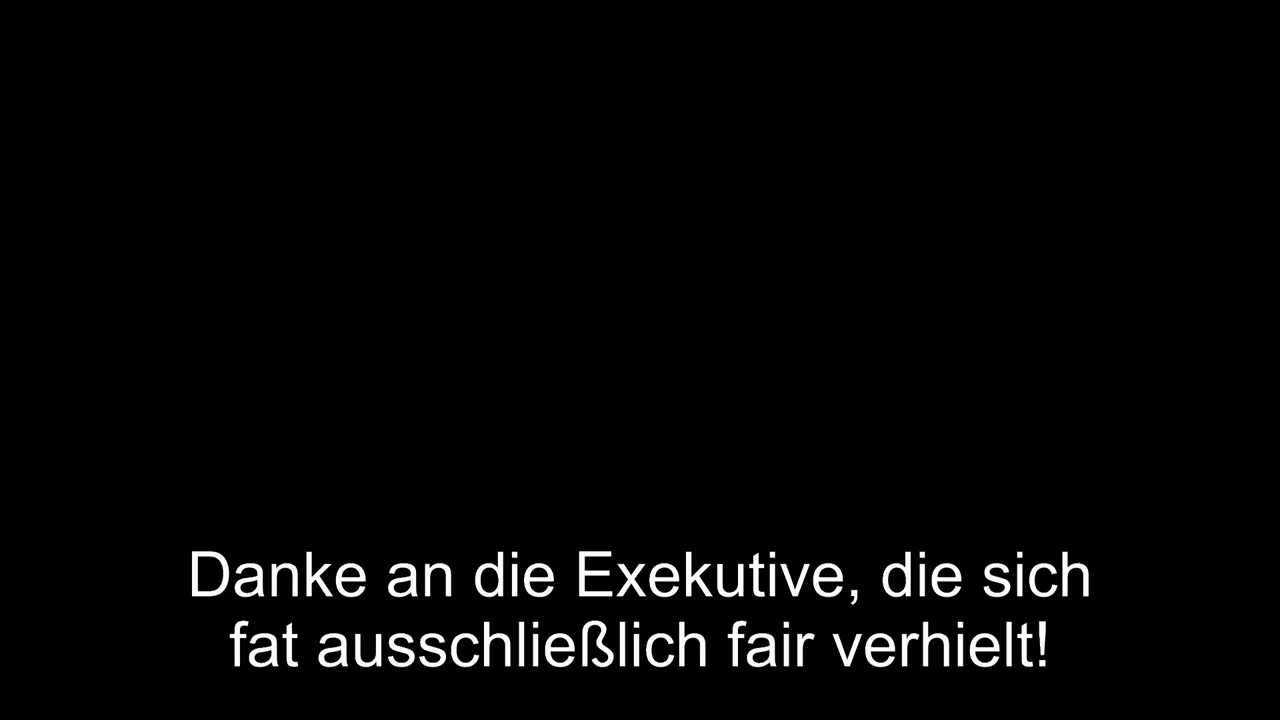 Danke an die Exekutive, die sich
fat ausschließlich fair verhielt!